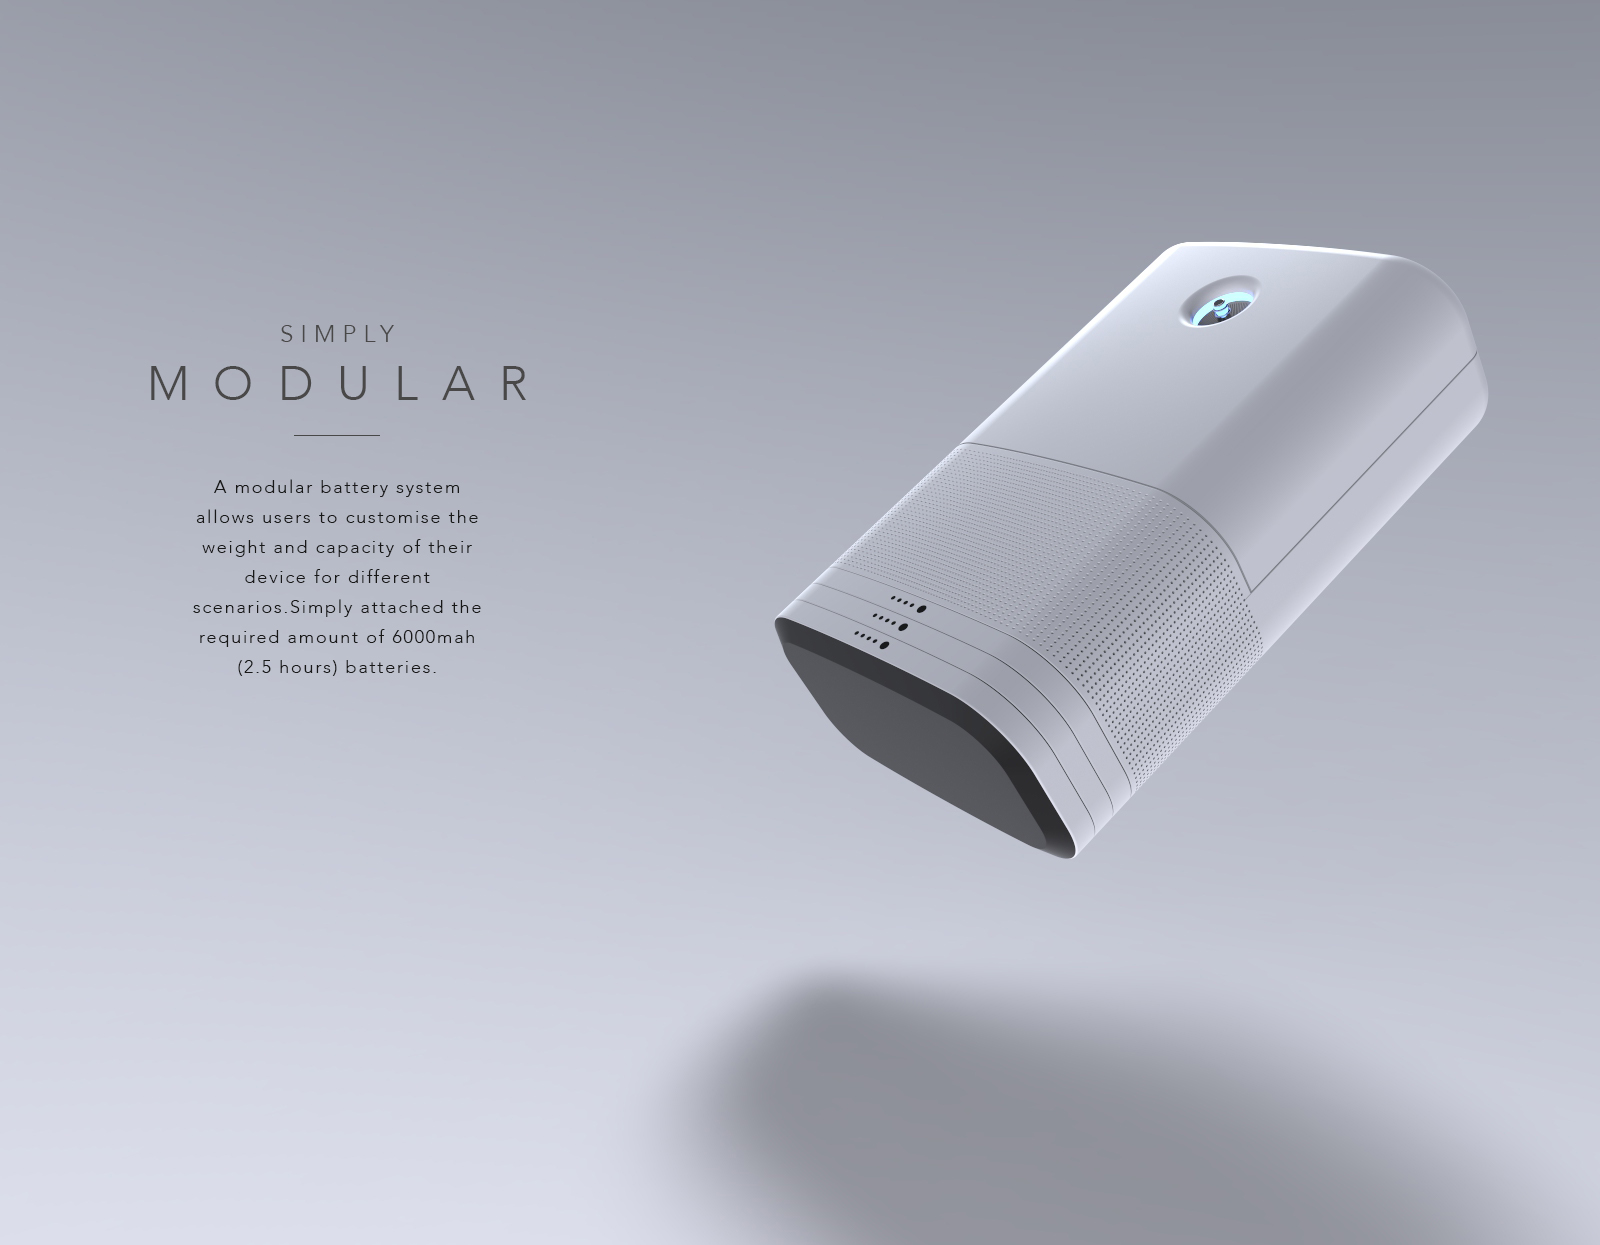 SIMPLY
MODULAR
A modular battery system
allows users to customise the
weight and capacity of their
device for different
scenarios.Simply attached the
required amount of 6000mah
(2.5 hours) batteries.